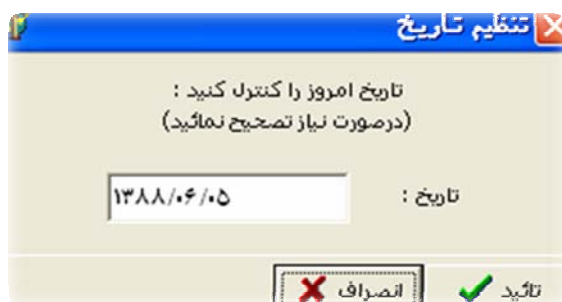 تنظیم تاریخ
تاریخ امروز را کنترل کنید :
(درصورت نیاز تصحیح نمائید)
تاریخ : ۱۳۸۸/۰۶/۰۵
تائید انصراف